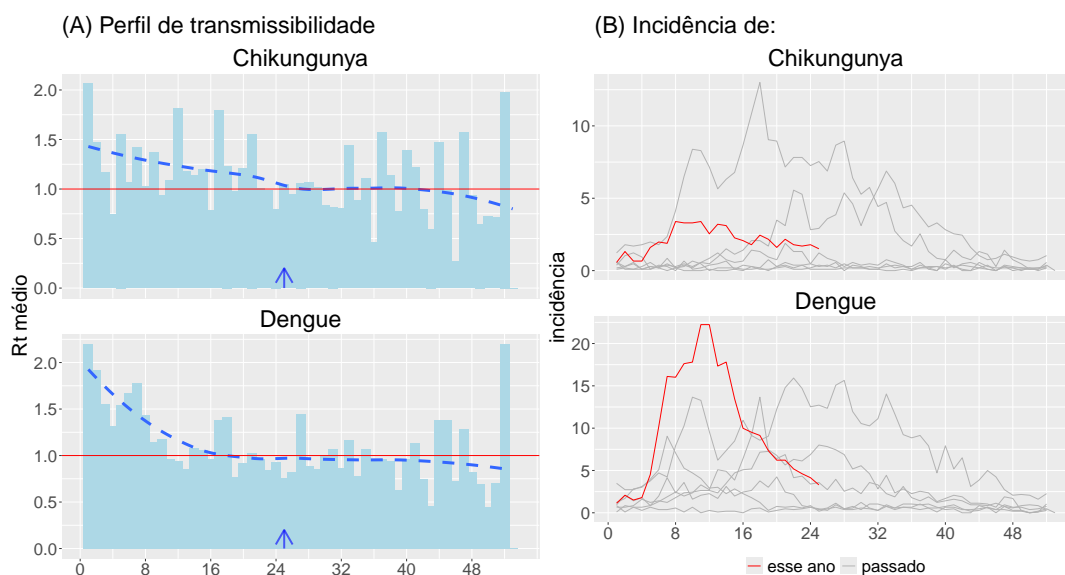 (A) Perfil de transmissibilidade
Chikungunya
2.0
1.5
1.0
0.5
0.0
Dengue
2.0
1.5
1.0
0.5
0.0
0 8 16 24 32 40 48
Rt médio
(B) Incidência de:
Chikungunya
10
5
0
Dengue
20
15
10
5
0
0 8 16 24 32 40 48
incidência
esse ano passado